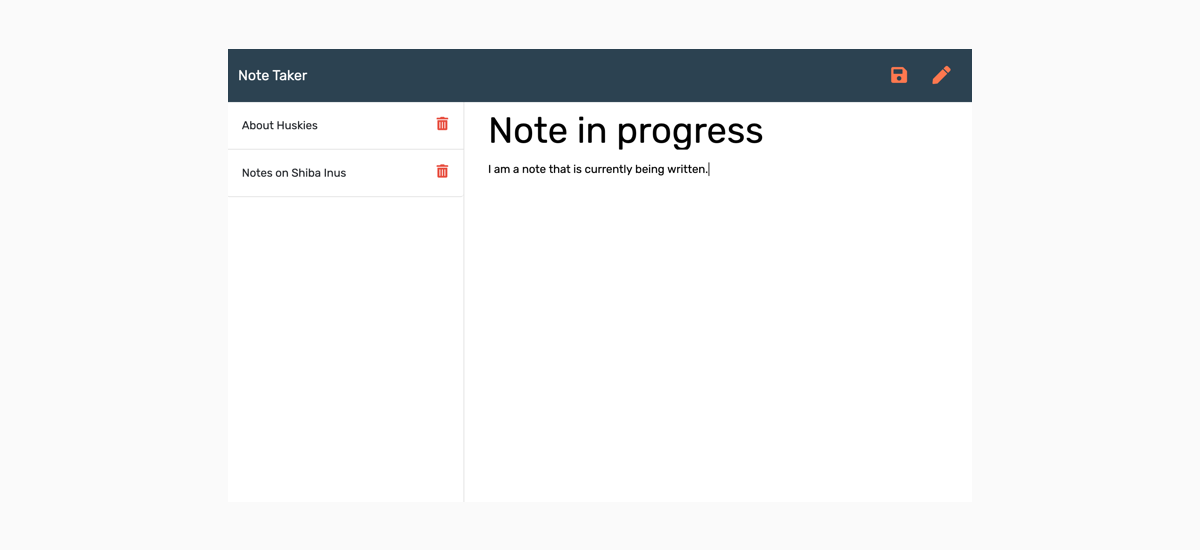 Note Taker
About Huskies
Notes on Shiba Inus
Note in progress
I am a note that is currently being written.